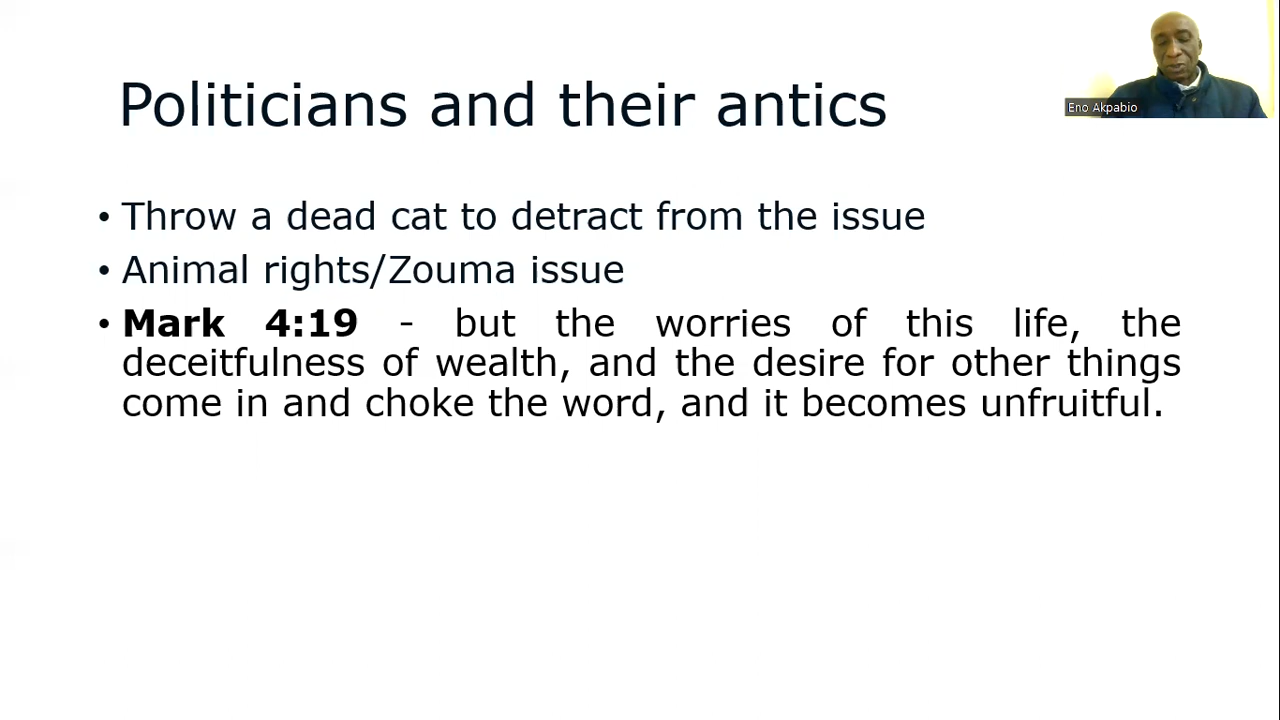 Politicians and their antics
Eno Akpabio
• Throw a dead cat to detract from the issue
• Animal rights/Zouma issue
• Mark 4:19 - but the worries of this life, the
deceitfulness of wealth, and the desire for other things
come in and choke the word, and it becomes unfruitful.